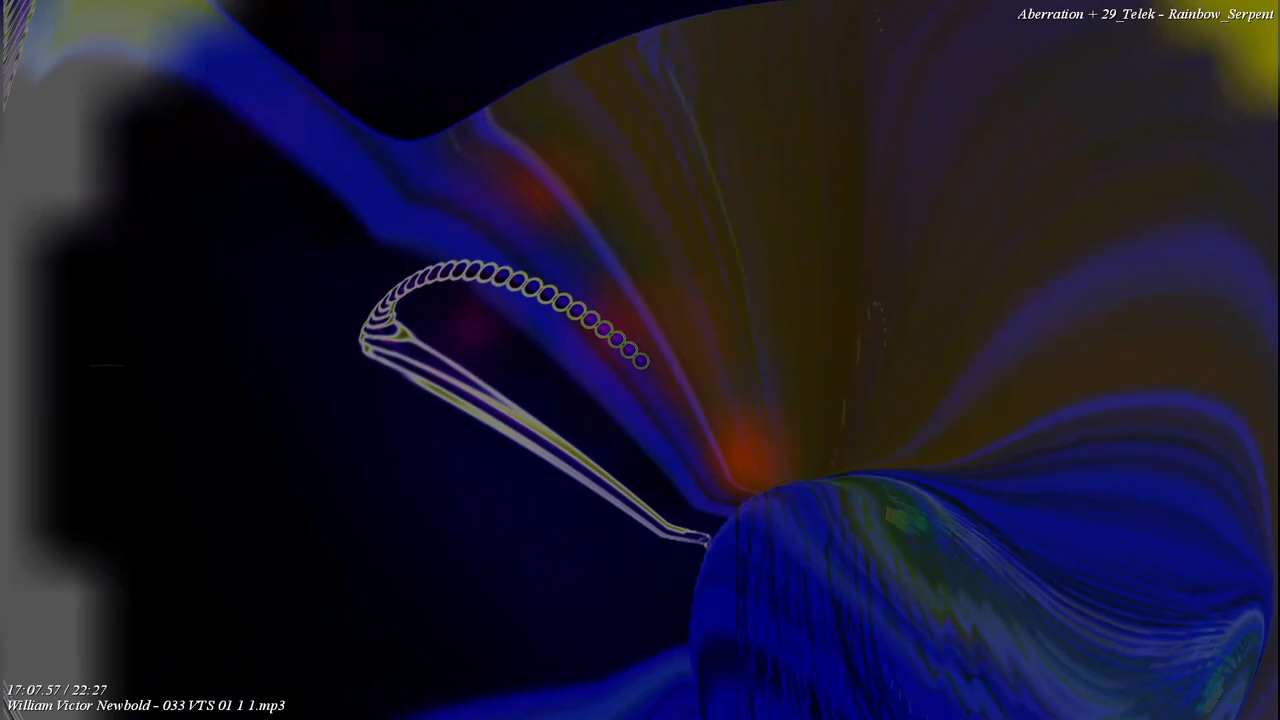 Aberration + 29_Telek - Rainbow_Serpent
17:07.57 / 22:27
William Victor Newbold - 033 VTS 01 1 1.mp3